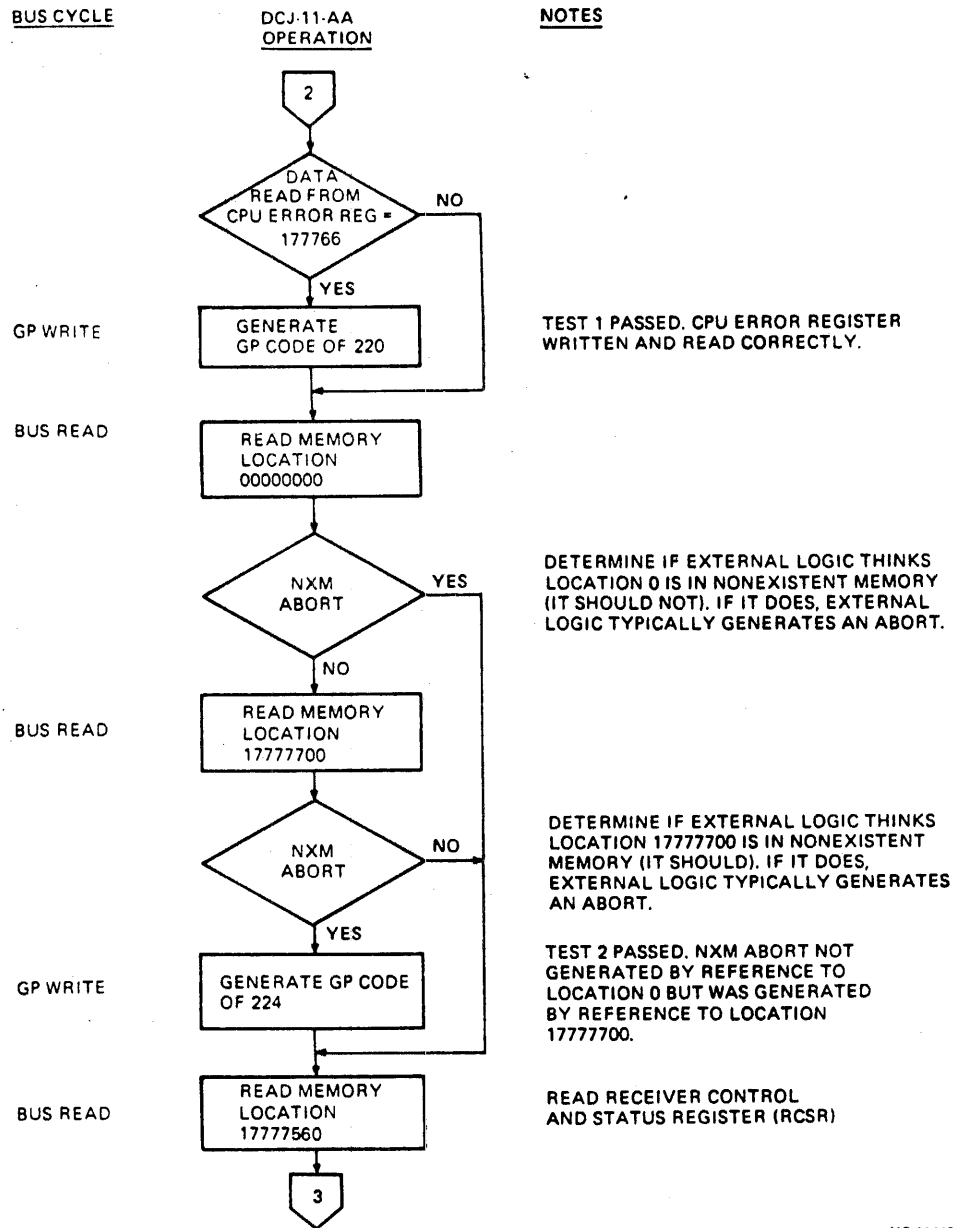 BUS CYCLE
DCJ-11-AA
OPERATION
NOTES
2
DATA
READ FROM
CPU ERROR REG =
177766
NO
YES
GP WRITE
GENERATE
GP CODE OF 220
TEST 1 PASSED. CPU ERROR REGISTER
WRITTEN AND READ CORRECTLY.
BUS READ
READ MEMORY
LOCATION
00000000
NXM
ABORT
YES
NO
DETERMINE IF EXTERNAL LOGIC THINKS
LOCATION 0 IS IN NONEXISTENT MEMORY
(IT SHOULD NOT). IF IT DOES, EXTERNAL
LOGIC TYPICALLY GENERATES AN ABORT.
BUS READ
READ MEMORY
LOCATION
17777700
NXM
ABORT
NO
YES
DETERMINE IF EXTERNAL LOGIC THINKS
LOCATION 17777700 IS IN NONEXISTENT
MEMORY (IT SHOULD). IF IT DOES,
EXTERNAL LOGIC TYPICALLY GENERATES
AN ABORT.
GP WRITE
GENERATE GP CODE
OF 224
TEST 2 PASSED. NXM ABORT NOT
GENERATED BY REFERENCE TO
LOCATION 0 BUT WAS GENERATED
BY REFERENCE TO LOCATION
17777700.
BUS READ
READ MEMORY
LOCATION
17777560
READ RECEIVER CONTROL
AND STATUS REGISTER (RCSR)
3